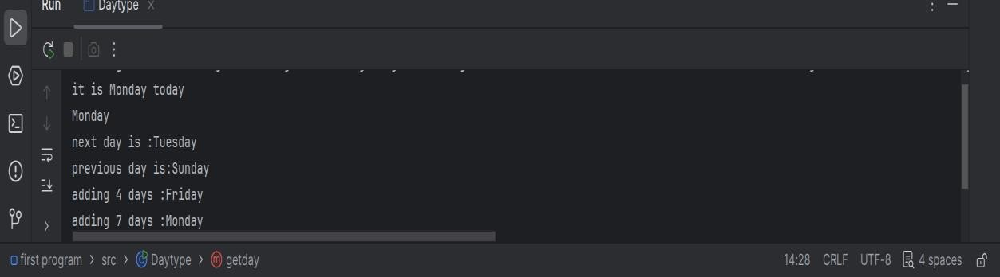 Run Daytype
it is Monday today
Monday
next day is :Tuesday
previous day is:Sunday
adding 4 days :Friday
adding 7 days :Monday
first program > src > Daytype > getday 14:28 CRLF UTF-8 4 spaces